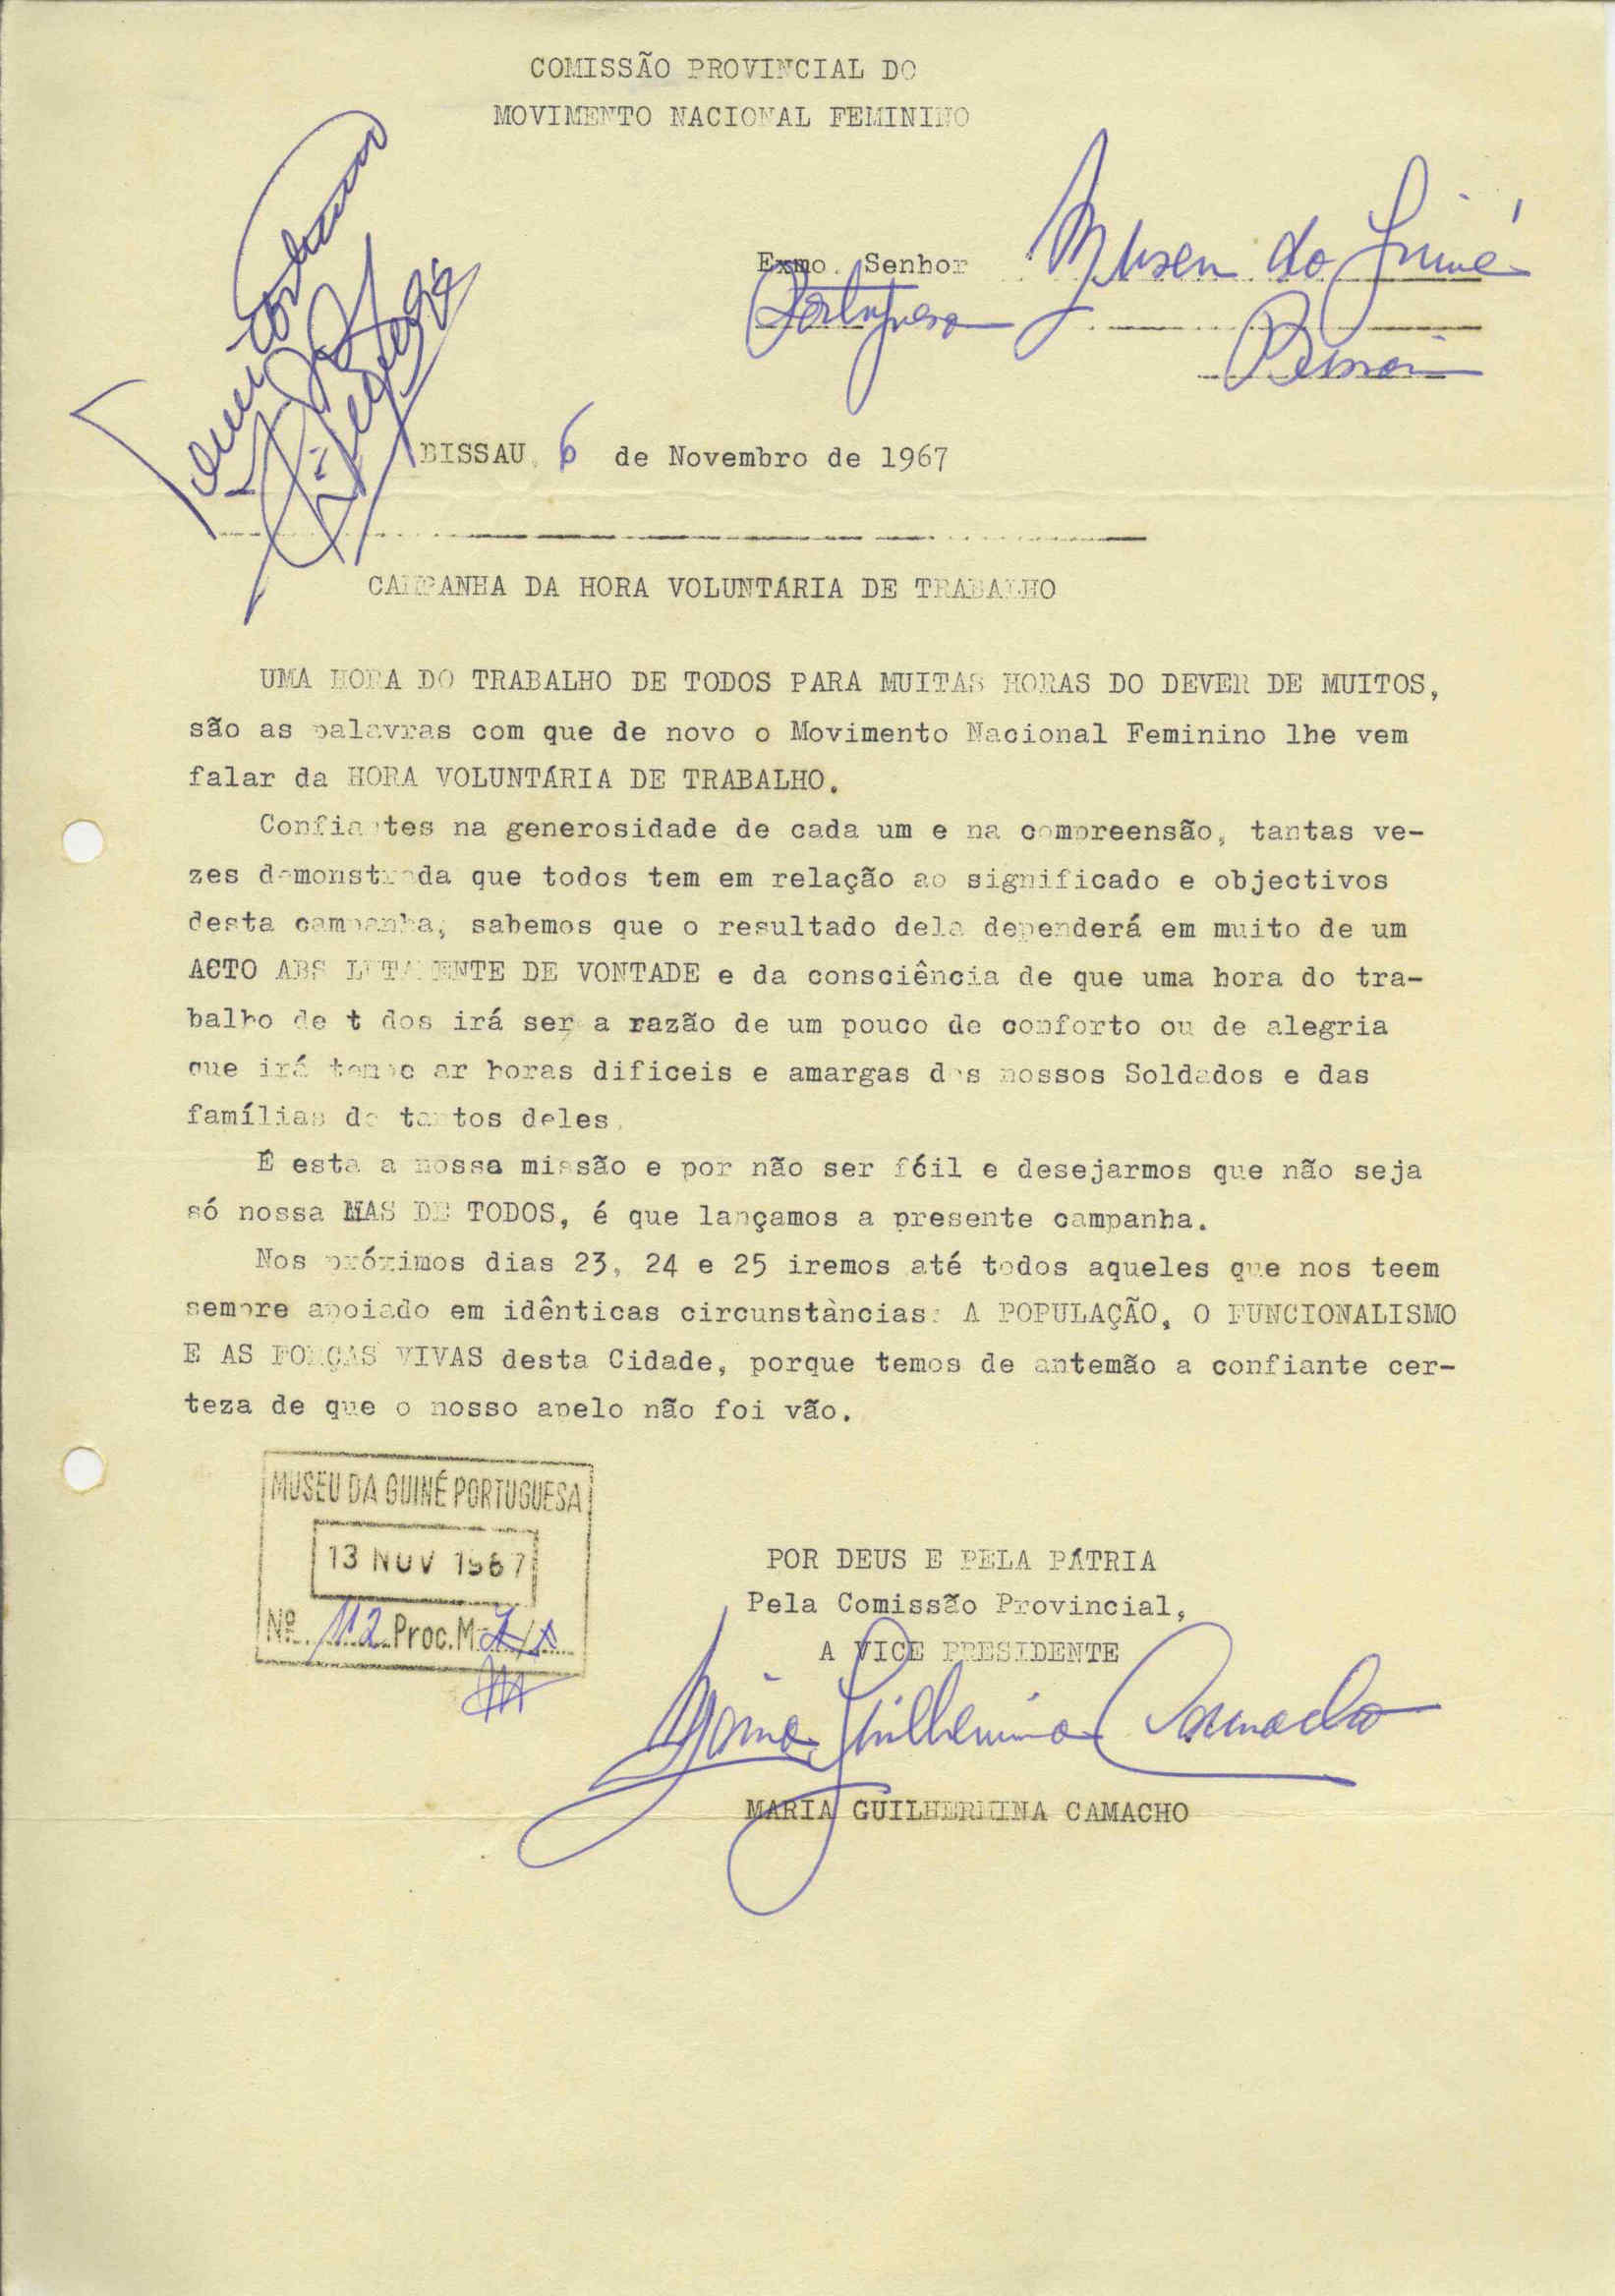 COMISSÃO PROVINCIAL DO
MOVIMENTO NACIONAL FEMININO
Exmo. Senhor Museu da Guiné
Portuguesa
Bissau
BISSAU, 6 de Novembro de 1967
CAMPANHA DA HORA VOLUNTÁRIA DE TRABALHO
UMA HORA DO TRABALHO DE TODOS PARA MUITAS HORAS DO DEVER DE MUITOS,
são as palavras com que de novo o Movimento Nacional Feminino lhe vem
falar da HORA VOLUNTÁRIA DE TRABALHO.
Confiantes na generosidade de cada um e na compreensão, tantas ve-
zes demonstrada que todos tem em relação ao significado e objectivos
desta campanha, sabemos que o resultado dela dependerá em muito de um
ACTO ABSOLUTAMENTE DE VONTADE e da consciência de que uma hora do tra-
balho de todos irá ser a razão de um pouco de conforto ou de alegria
que irá compensar horas dificeis e amargas dos nossos Soldados e das
famílias de tantos deles.
É esta a nossa missão e por não ser fóil e desejarmos que não seja
só nossa MAS DE TODOS, é que lançamos a presente campanha.
Nos próximos dias 23, 24 e 25 iremos até todos aqueles que nos teem
sempre apoiado em idênticas circunstàncias: A POPULAÇÃO, O FUNCIONALISMO
E AS FORÇAS VIVAS desta Cidade, porque temos de antemão a confiante cer-
teza de que o nosso apelo não foi vão.
MUSEU DA GUINÉ PORTUGUESA
13 NOV 1967
Nº 112 Proc. M
POR DEUS E PELA PÁTRIA
Pela Comissão Provincial,
A VICE PRESIDENTE
Maria Guilhermina Camacho
MARIA GUILHERMINA CAMACHO